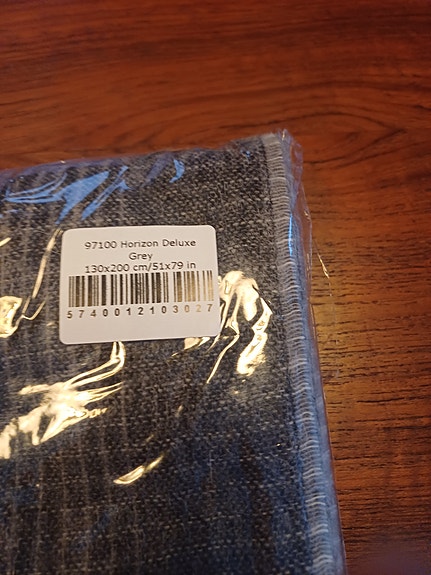 97100 Horizon Deluxe
Grey
130x200 cm/51x79 in
5740012103027